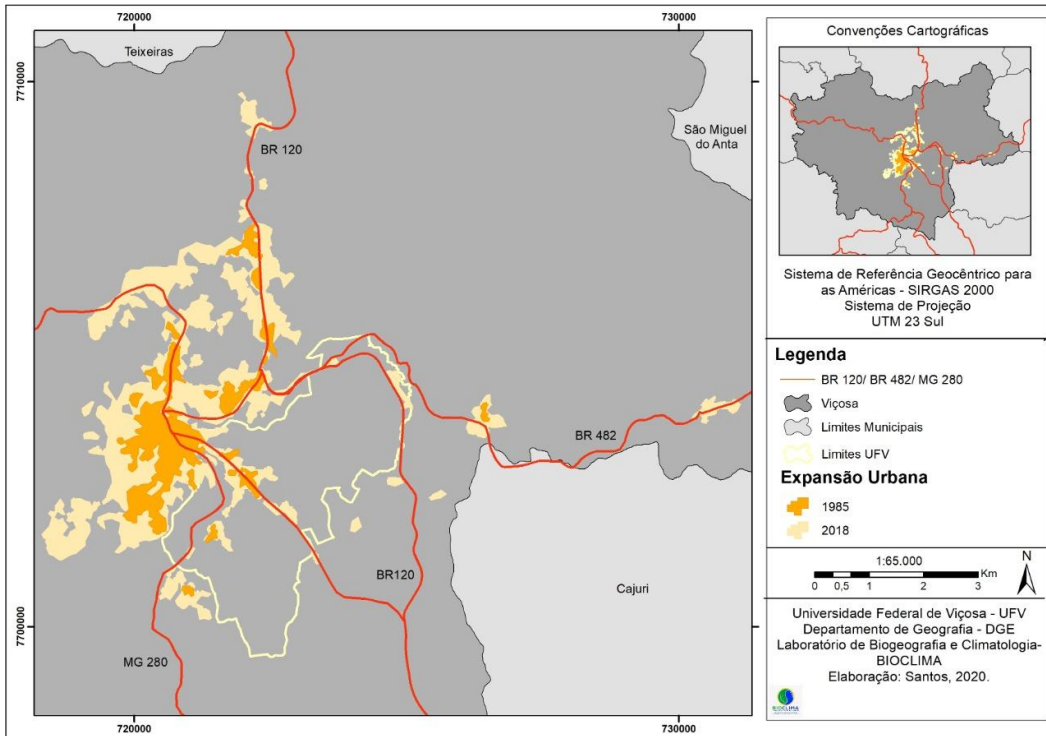 720000
730000
7710000
7700000
Teixeiras
São Miguel
do Anta
BR 120
BR 482
BR120
Cajuri
MG 280
720000
730000
Convenções Cartográficas
Sistema de Referência Geocêntrico para
as Américas - SIRGAS 2000
Sistema de Projeção
UTM 23 Sul
Legenda
BR 120/ BR 482/ MG 280
Viçosa
Limites Municipais
Limites UFV
Expansão Urbana
1985
2018
1:65.000
N
0 0,5 1 2 3 Km
Universidade Federal de Viçosa - UFV
Departamento de Geografia - DGE
Laboratório de Biogeografia e Climatologia-
BIOCLIMA
Elaboração: Santos, 2020.
BIOCLIMA